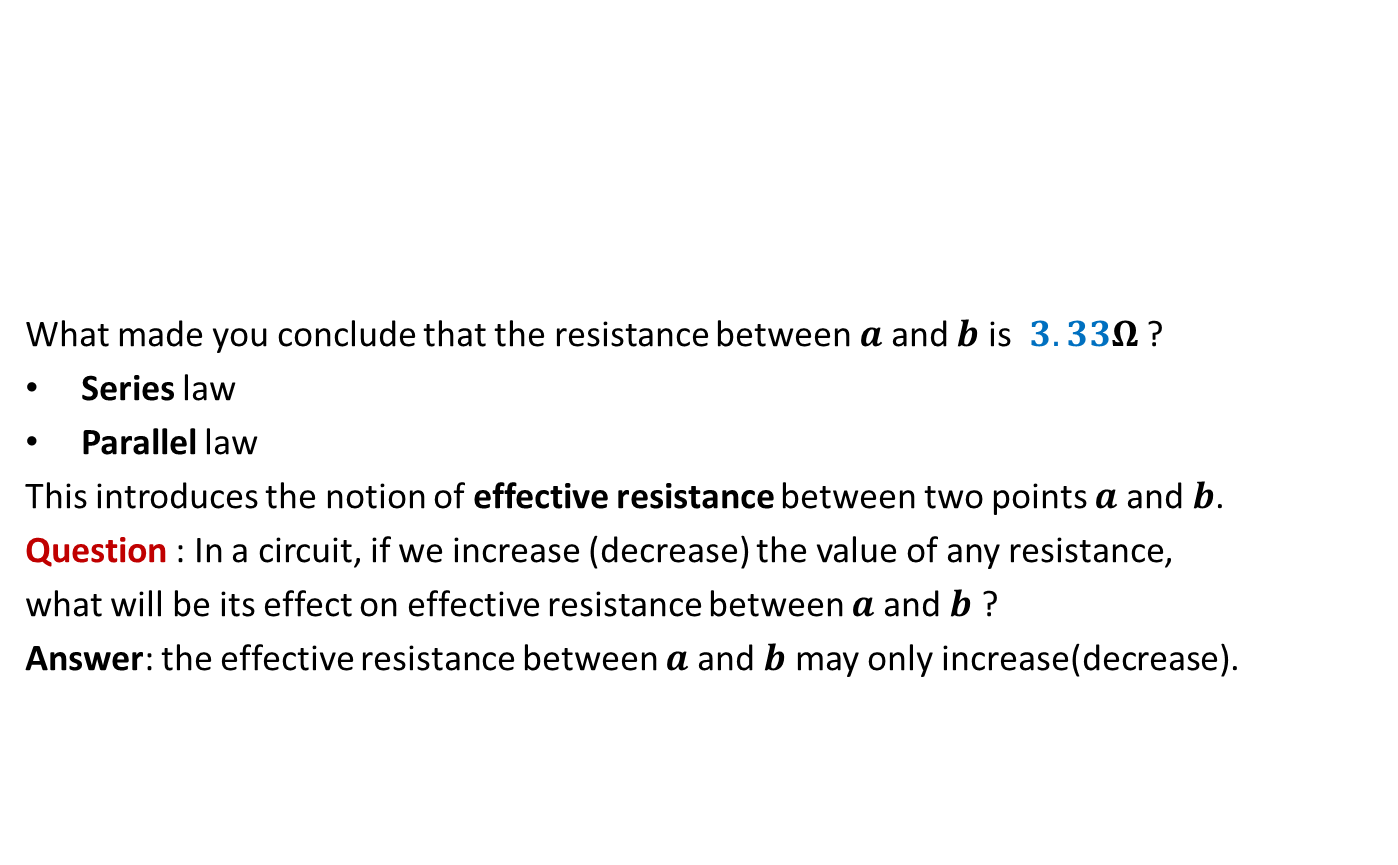 What made you conclude that the resistance between a and b is 3.33Ω ?
• Series law
• Parallel law
This introduces the notion of effective resistance between two points a and b.
Question : In a circuit, if we increase (decrease) the value of any resistance,
what will be its effect on effective resistance between a and b ?
Answer: the effective resistance between a and b may only increase(decrease).